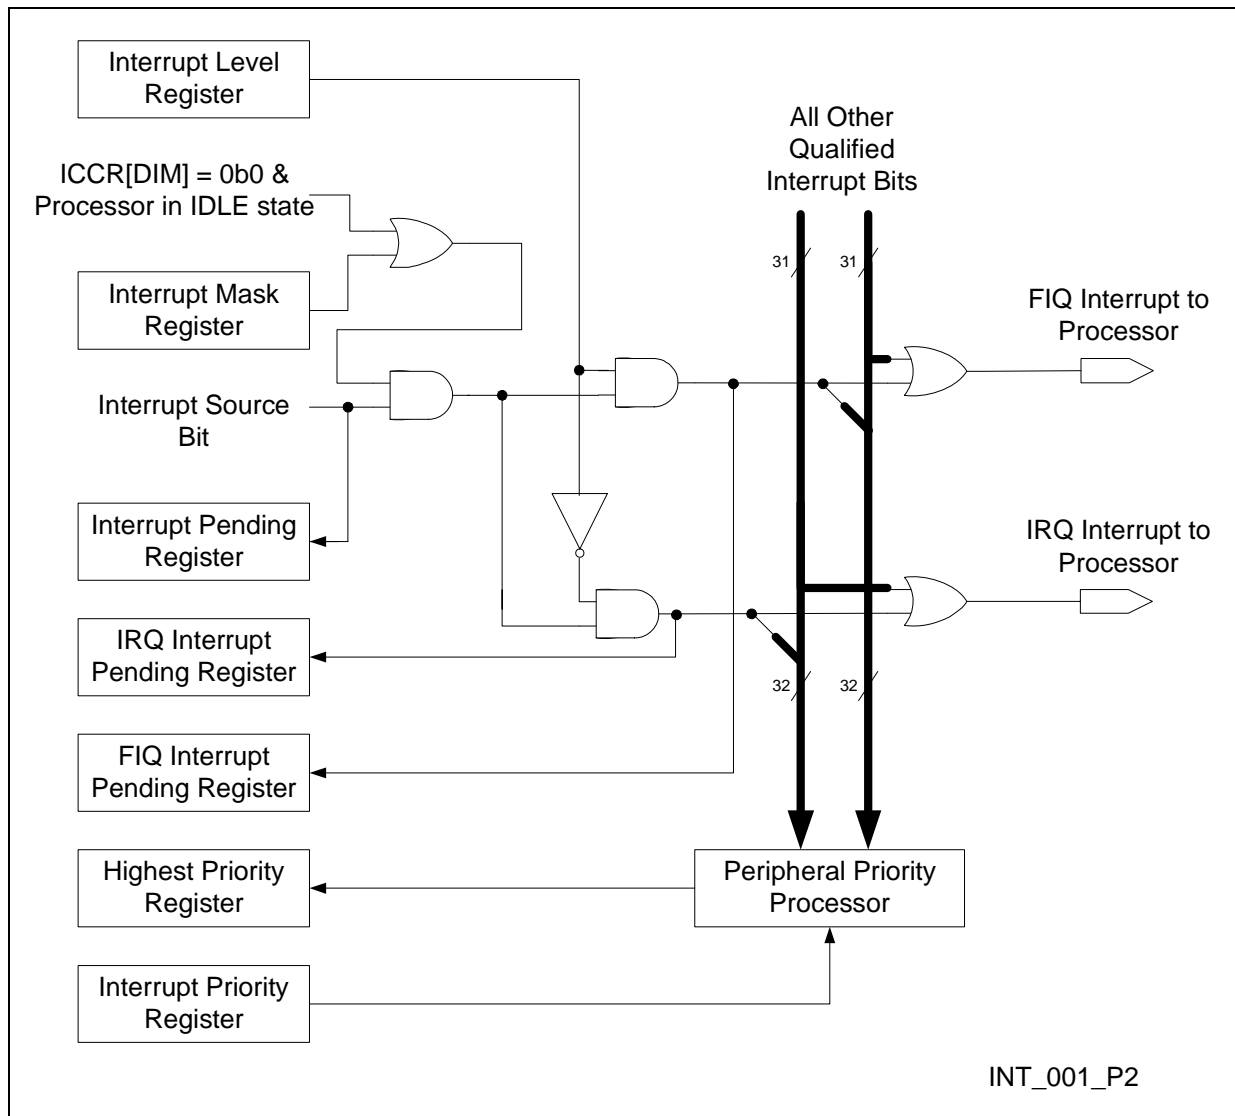 Interrupt Level
Register
ICCR[DIM] = 0b0 &
Processor in IDLE state
All Other
Qualified
Interrupt Bits
31
31
Interrupt Mask
Register
FIQ Interrupt to
Processor
Interrupt Source
Bit
Interrupt Pending
Register
IRQ Interrupt to
Processor
IRQ Interrupt
Pending Register
32
32
FIQ Interrupt
Pending Register
Highest Priority
Register
Peripheral Priority
Processor
Interrupt Priority
Register
INT_001_P2